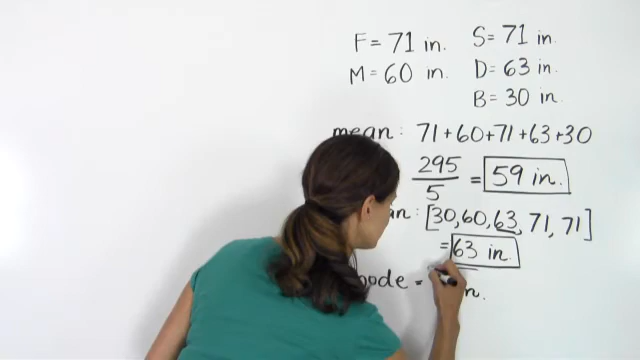 F = 71 in. S = 71 in.
M = 60 in. D = 63 in.
B = 30 in.
mean : 71+60+71+63+30
295
5
= 59 in.
: [30, 60, 63, 71, 71]
= 63 in.
=